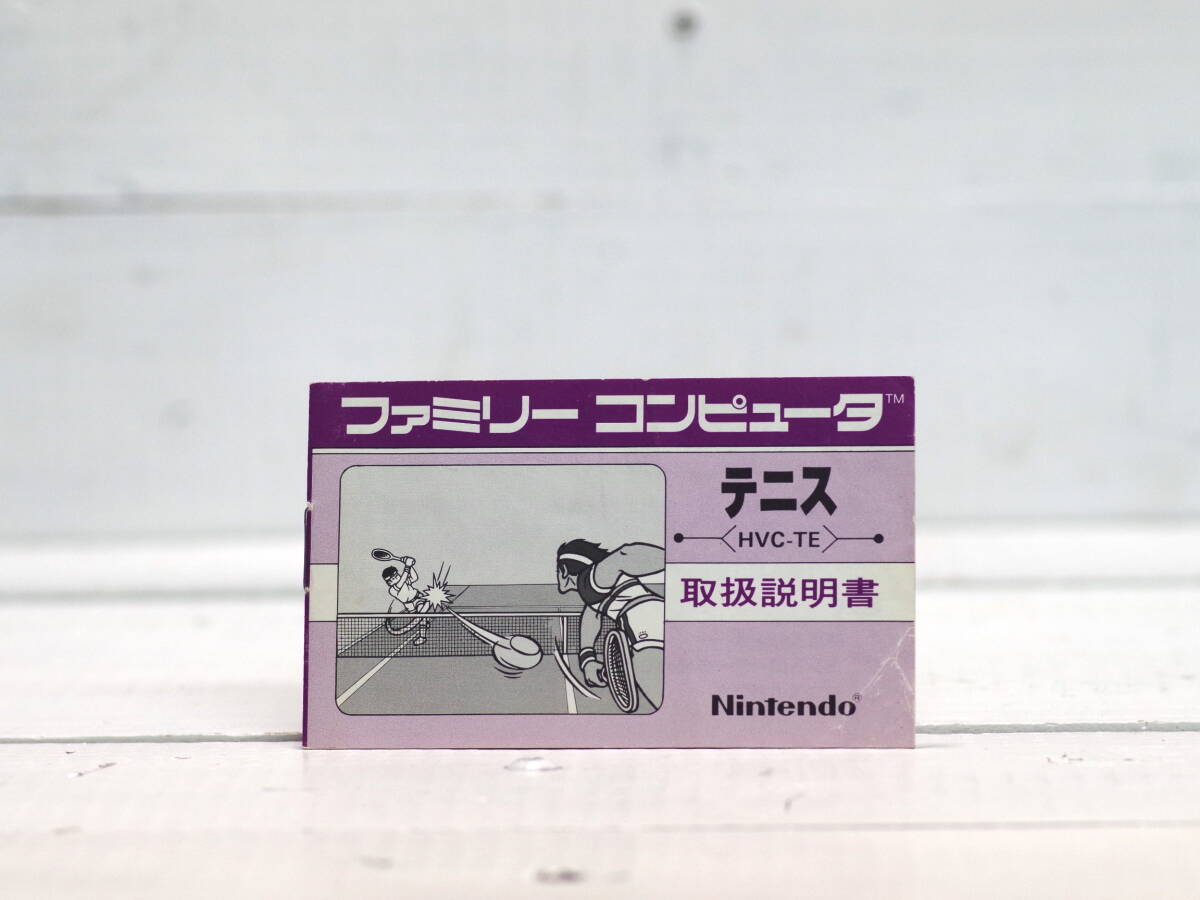 ファミリー コンピュータ™
テニス
HVC-TE
取扱説明書
Nintendo®